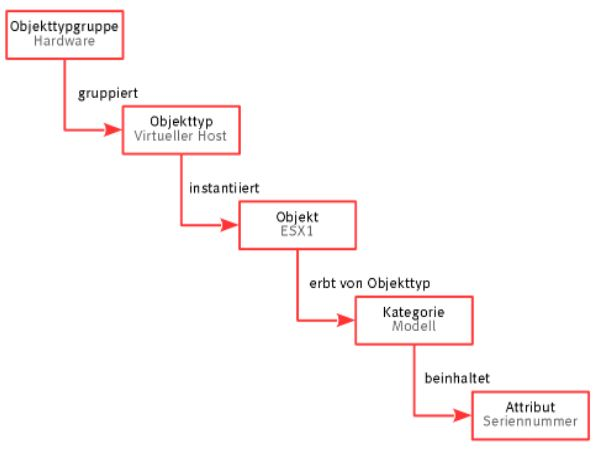 Objekttypgruppe
Hardware
gruppiert
Objekttyp
Virtueller Host
instantiiert
Objekt
ESX1
erbt von Objekttyp
Kategorie
Modell
beinhaltet
Attribut
Seriennummer